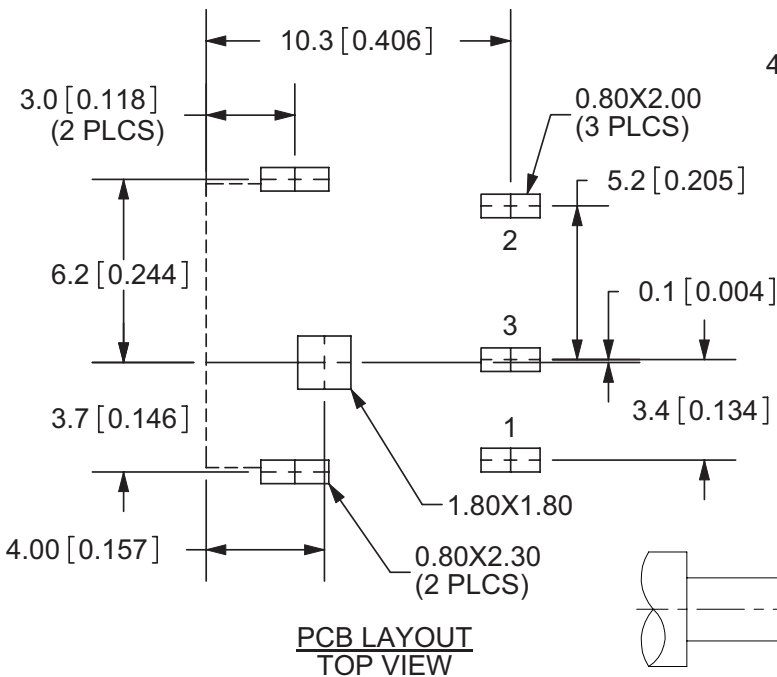 10.3 [0.406]
4
3.0 [0.118]
(2 PLCS)
0.80X2.00
(3 PLCS)
5.2 [0.205]
2
6.2 [0.244]
0.1 [0.004]
3
3.7 [0.146]
3.4 [0.134]
1
1.80X1.80
4.00 [0.157]
0.80X2.30
(2 PLCS)
PCB LAYOUT
TOP VIEW